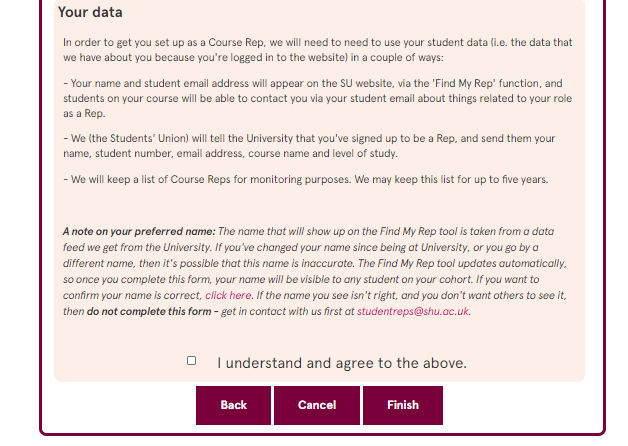 Your data
In order to get you set up as a Course Rep, we will need to need to use your student data (i.e. the data that
we have about you because you're logged in to the website) in a couple of ways:
- Your name and student email address will appear on the SU website, via the 'Find My Rep' function, and
students on your course will be able to contact you via your student email about things related to your role
as a Rep.
- We (the Students' Union) will tell the University that you've signed up to be a Rep, and send them your
name, student number, email address, course name and level of study.
- We will keep a list of Course Reps for monitoring purposes. We may keep this list for up to five years.
A note on your preferred name: The name that will show up on the Find My Rep tool is taken from a data
feed we get from the University. If you've changed your name since being at University, or you go by a
different name, then it's possible that this name is inaccurate. The Find My Rep tool updates automatically,
so once you complete this form, your name will be visible to any student on your cohort. If you want to
confirm your name is correct, click here. If the name you see isn't right, and you don't want others to see it,
then do not complete this form - get in contact with us first at studentreps@shu.ac.uk.
I understand and agree to the above.
Back Cancel Finish